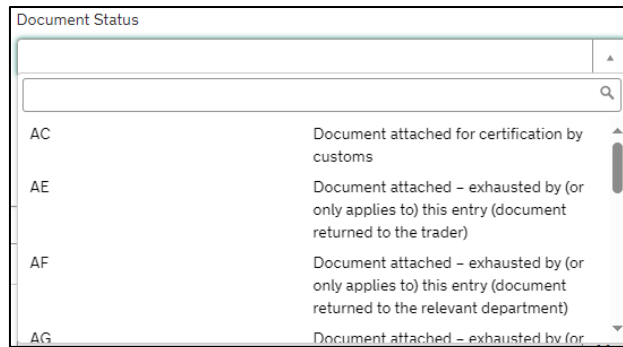 Document Status
AC Document attached for certification by
customs
AE Document attached – exhausted by (or
only applies to) this entry (document
returned to the trader)
AF Document attached – exhausted by (or
only applies to) this entry (document
returned to the relevant department)
AG Document attached – exhausted by (or